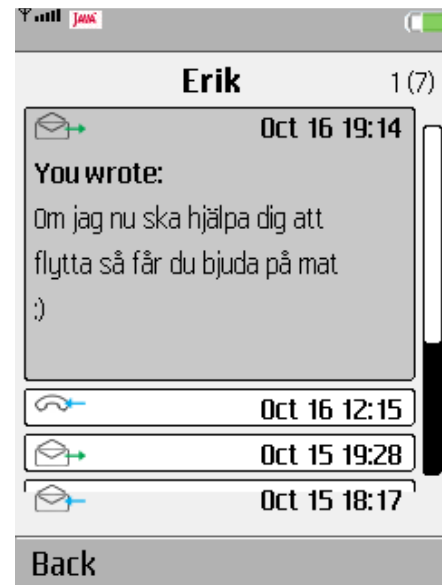 JAVA
Erik 1(7)
Oct 16 19:14
You wrote:
Om jag nu ska hjälpa dig att
flytta så får du bjuda på mat
:)
Oct 16 12:15
Oct 15 19:28
Oct 15 18:17
Back